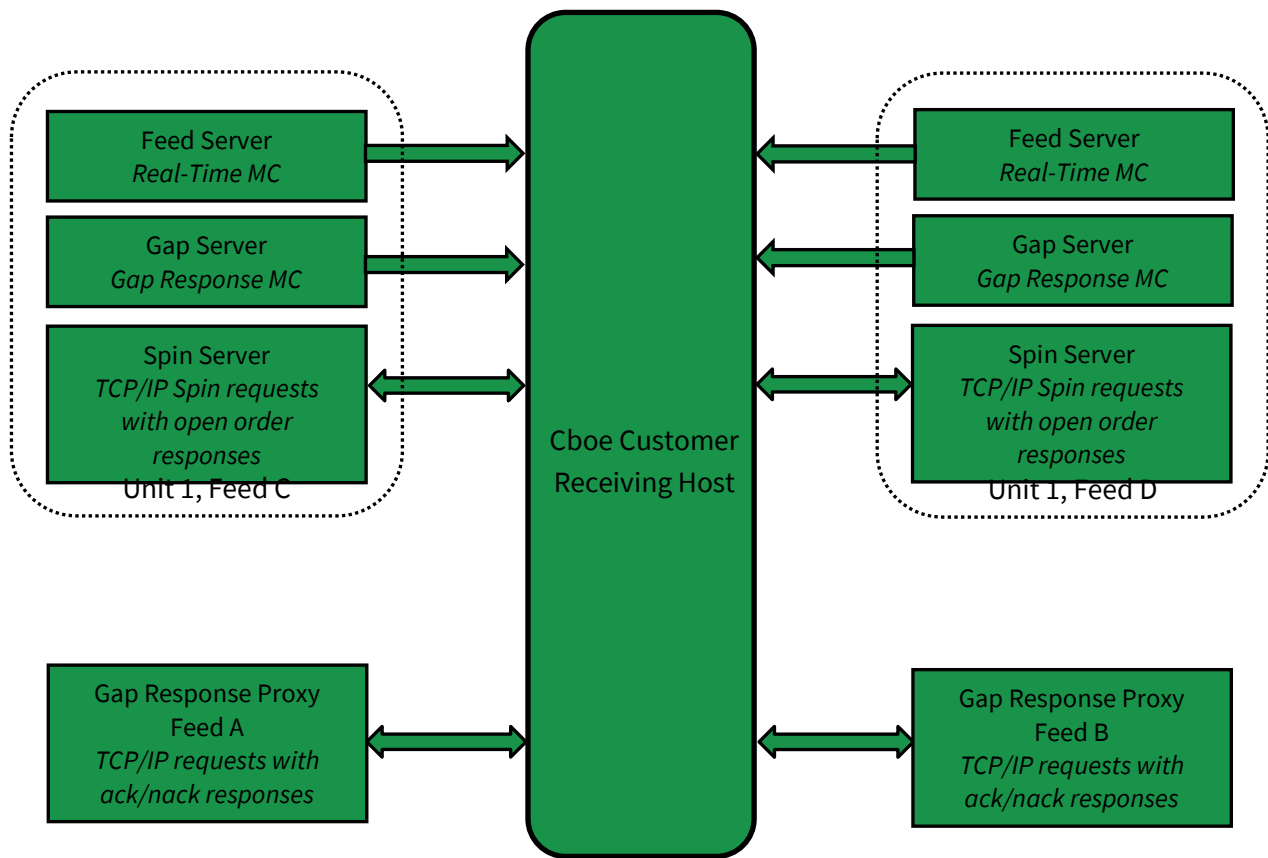 Feed Server
Real-Time MC
Gap Server
Gap Response MC
Spin Server
TCP/IP Spin requests
with open order
responses
Unit 1, Feed C
Gap Response Proxy
Feed A
TCP/IP requests with
ack/nack responses
Cboe Customer
Receiving Host
Feed Server
Real-Time MC
Gap Server
Gap Response MC
Spin Server
TCP/IP Spin requests
with open order
responses
Unit 1, Feed D
Gap Response Proxy
Feed B
TCP/IP requests with
ack/nack responses